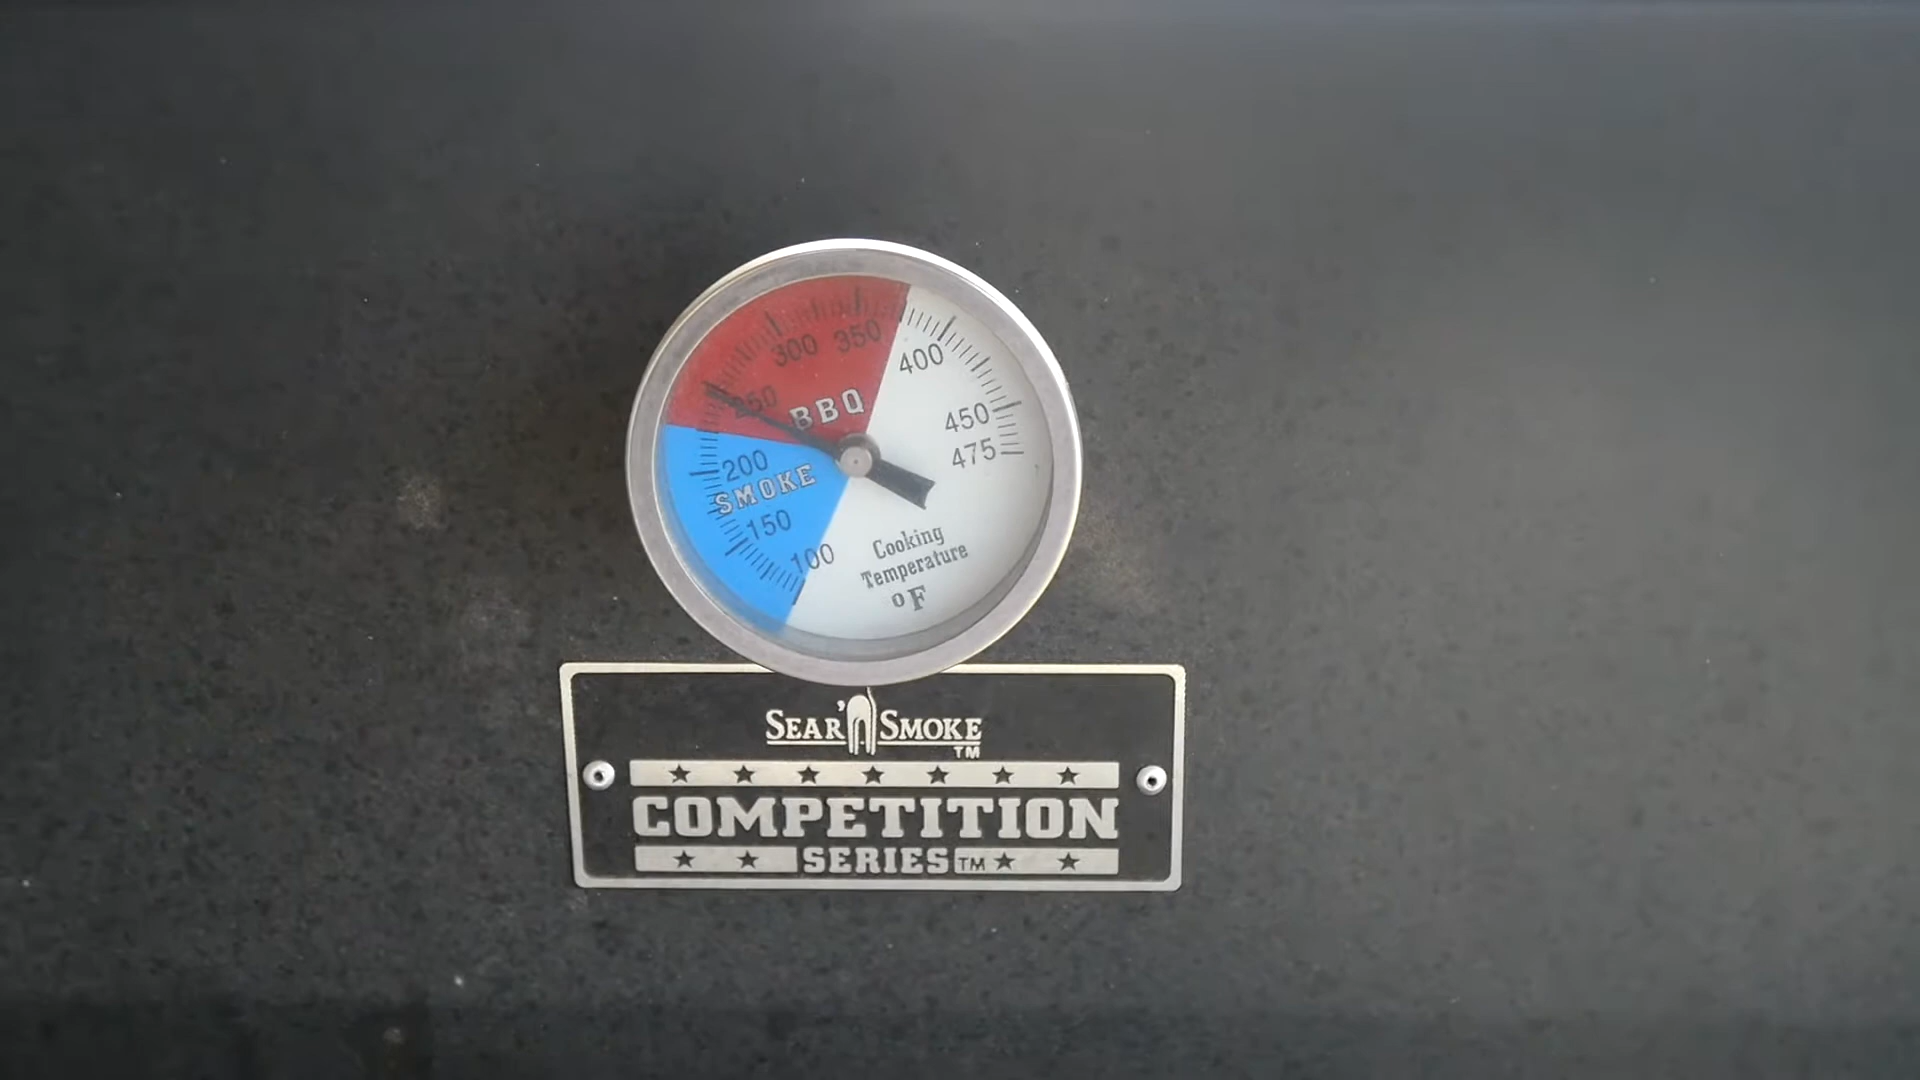 300 350
400
250
BBQ
450
200
475
SMOKE
150
100
Cooking
Temperature
°F
SEAR'N SMOKE
TM
COMPETITION
SERIES TM